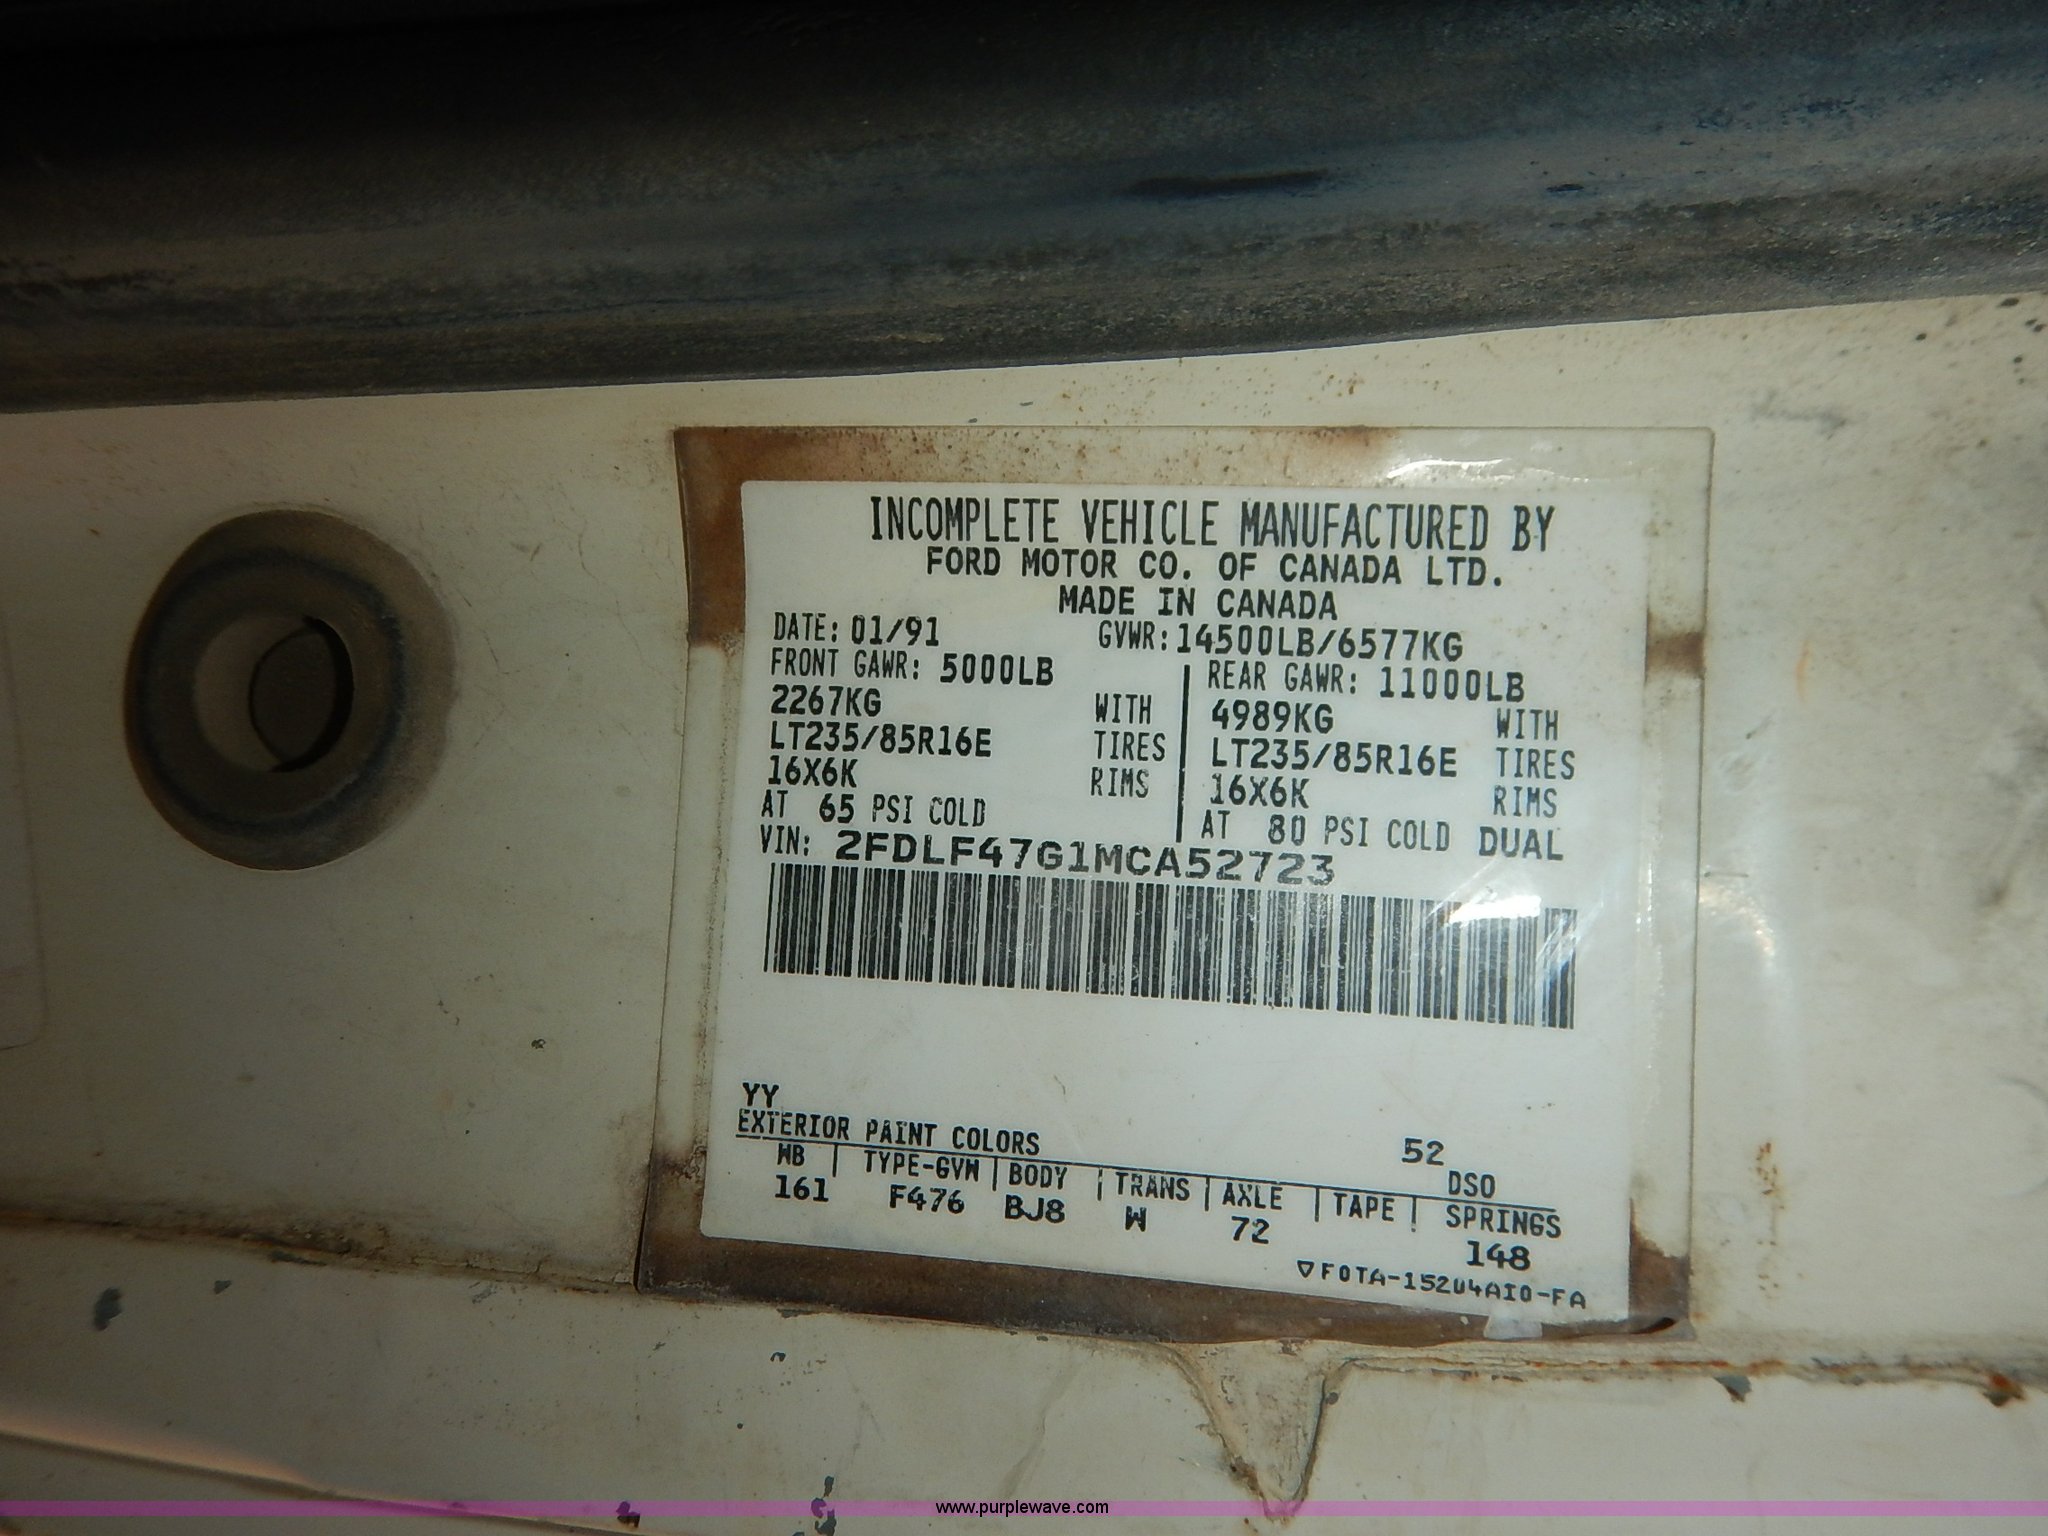 INCOMPLETE VEHICLE MANUFACTURED BY
FORD MOTOR CO. OF CANADA LTD.
MADE IN CANADA
DATE: 01/91 GVWR: 14500LB/6577KG
FRONT GAWR: 5000LB REAR GAWR: 11000LB
2267KG WITH 4989KG WITH
LT235/85R16E TIRES LT235/85R16E TIRES
16X6K RIMS 16X6K RIMS
AT 65 PSI COLD AT 80 PSI COLD DUAL
VIN: 2FDLF47G1MCA52723
YY
EXTERIOR PAINT COLORS 52 DSO
WB TYPE-GVW BODY TRANS AXLE TAPE SPRINGS
161 F476 BJ8 W 72 148
▽F0TA-15204A10-FA
www.purplewave.com